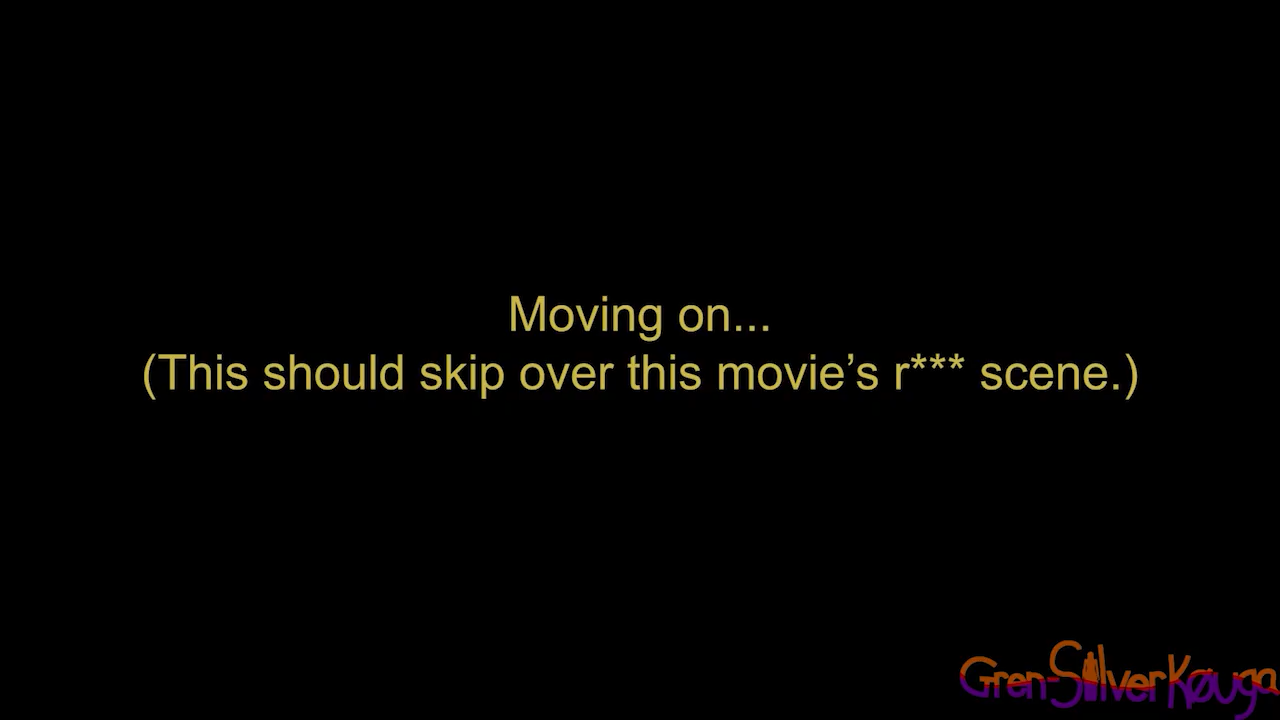 Moving on...
(This should skip over this movie’s r*** scene.)
Gren-SilverKouga